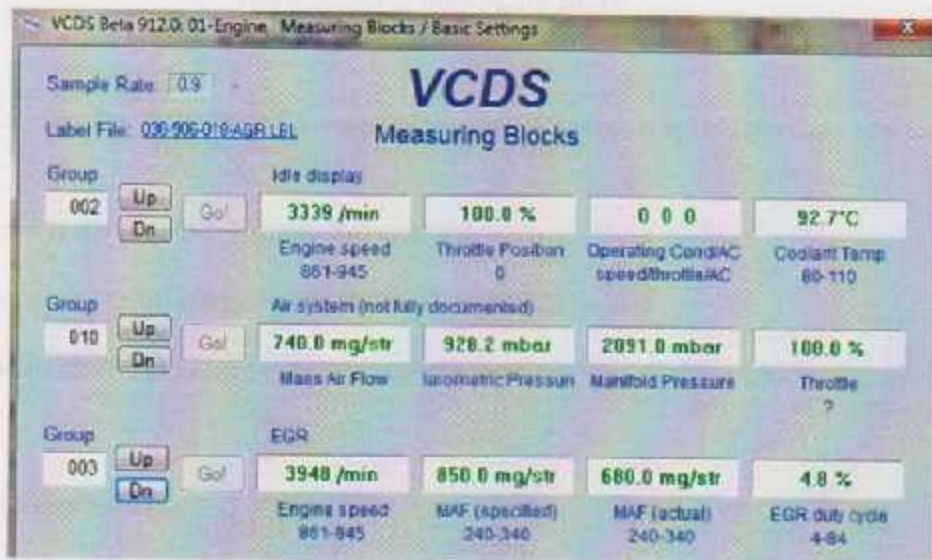 VCDS Beta 912.0: 01-Engine, Measuring Blocks / Basic Settings
Sample Rate: 0.9
VCDS
Label File: 038-906-019-AGR.LBL
Measuring Blocks
Group
Idle display
002
Up
Dn
Go!
3339 /min
100.0 %
0 0 0
92.7°C
Engine speed
861-945
Throttle Position
0
Operating Cond/AC
speed/throttle/AC
Coolant Temp
80-110
Group
Air system (not fully documented)
010
Up
Dn
Go!
740.0 mg/str
928.2 mbar
2091.0 mbar
100.0 %
Mass Air Flow
Manifold Pressure
Throttle
?
Group
EGR
003
Up
Dn
Go!
3948 /min
850.0 mg/str
680.0 mg/str
4.8 %
Engine speed
861-945
MAF (specified)
240-340
MAF (actual)
240-340
EGR duty cycle
4-84